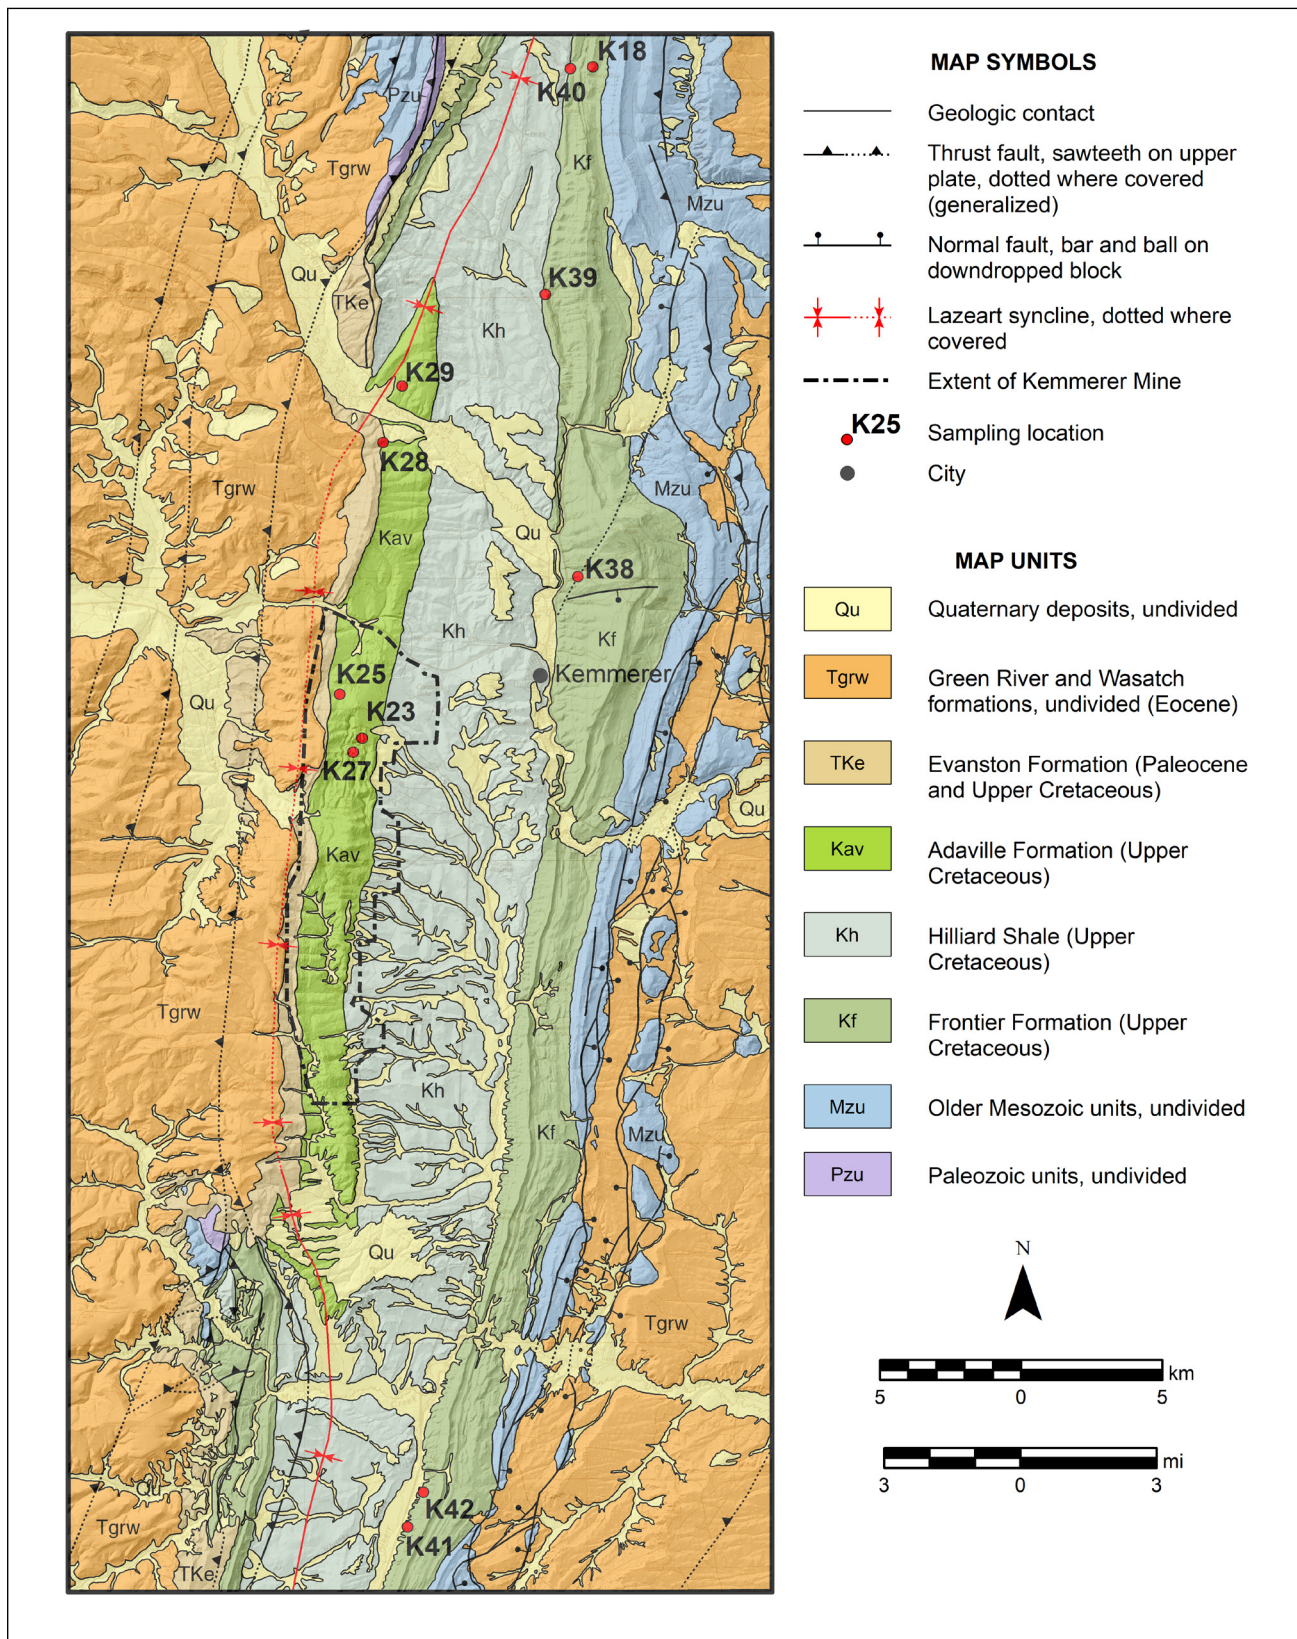 K18
K40
Pzu
Kf
Tgrw
Mzu
Qu
K39
TKe
Kh
K29
K28
Tgrw
Mzu
Kav
Qu
K38
Kh
Kf
Kemmerer
K25
Qu
K23
K27
Qu
Kav
Tgrw
Kh
Kf
Mzu
Qu
Tgrw
Tgrw
Qu
K42
Tgrw
K41
TKe
MAP SYMBOLS
Geologic contact
Thrust fault, sawteeth on upper
plate, dotted where covered
(generalized)
Normal fault, bar and ball on
downdropped block
Lazeart syncline, dotted where
covered
Extent of Kemmerer Mine
K25
Sampling location
City
MAP UNITS
Qu
Quaternary deposits, undivided
Tgrw
Green River and Wasatch
formations, undivided (Eocene)
TKe
Evanston Formation (Paleocene
and Upper Cretaceous)
Kav
Adaville Formation (Upper
Cretaceous)
Kh
Hilliard Shale (Upper
Cretaceous)
Kf
Frontier Formation (Upper
Cretaceous)
Mzu
Older Mesozoic units, undivided
Pzu
Paleozoic units, undivided
N
km
5 0 5
mi
3 0 3